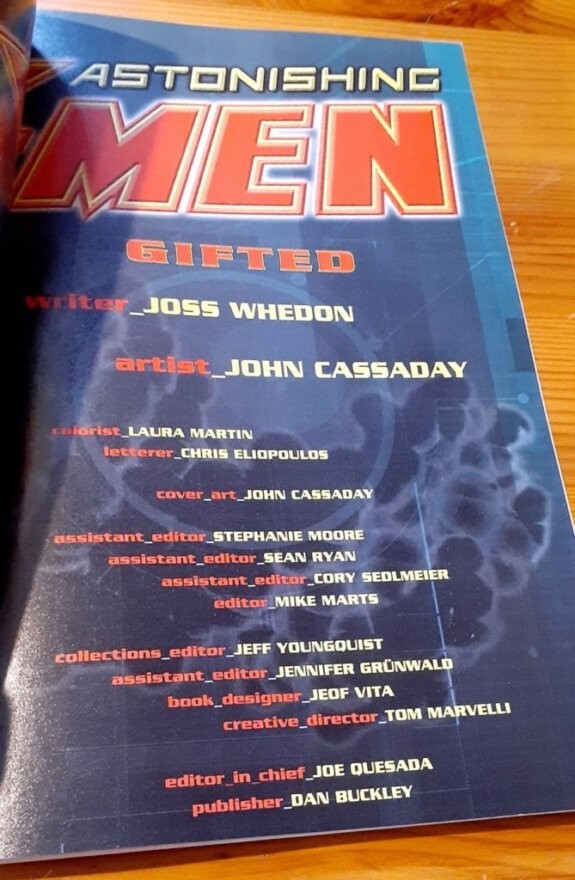 ASTONISHING
X-MEN
GIFTED
writer_JOSS WHEDON
artist_JOHN CASSADAY
colorist_LAURA MARTIN
letterer_CHRIS ELIOPOULOS
cover_art_JOHN CASSADAY
assistant_editor_STEPHANIE MOORE
assistant_editor_SEAN RYAN
assistant_editor_CORY SEDLMEIER
editor_MIKE MARTS
collections_editor_JEFF YOUNGQUIST
assistant_editor_JENNIFER GRÜNWALD
book_designer_JEOF VITA
creative_director_TOM MARVELLI
editor_in_chief_JOE QUESADA
publisher_DAN BUCKLEY